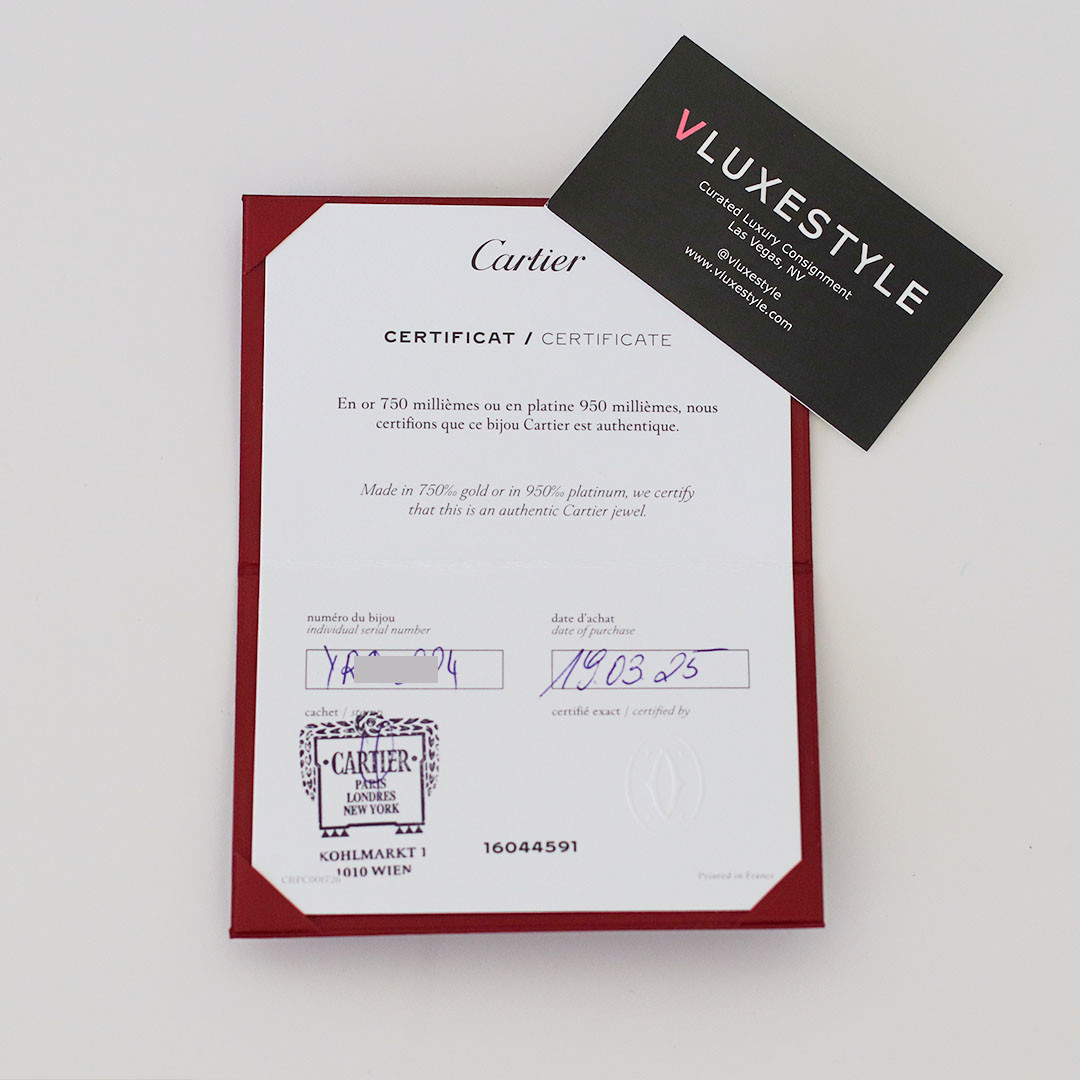 VLUXESTYLE
Curated Luxury Consignment
Las Vegas, NV
@vluxestyle
www.vluxestyle.com
Cartier
CERTIFICAT / CERTIFICATE
En or 750 millièmes ou en platine 950 millièmes, nous
certifions que ce bijou Cartier est authentique.
Made in 750‰ gold or in 950‰ platinum, we certify
that this is an authentic Cartier jewel.
numéro du bijou
individual serial number
date d'achat
date of purchase
19.03.25
cachet / stamp
certifié exact / certified by
CARTIER
PARIS
LONDRES
NEW YORK
KOHLMARKT 1
1010 WIEN
16044591
CRPC001726
Printed in France